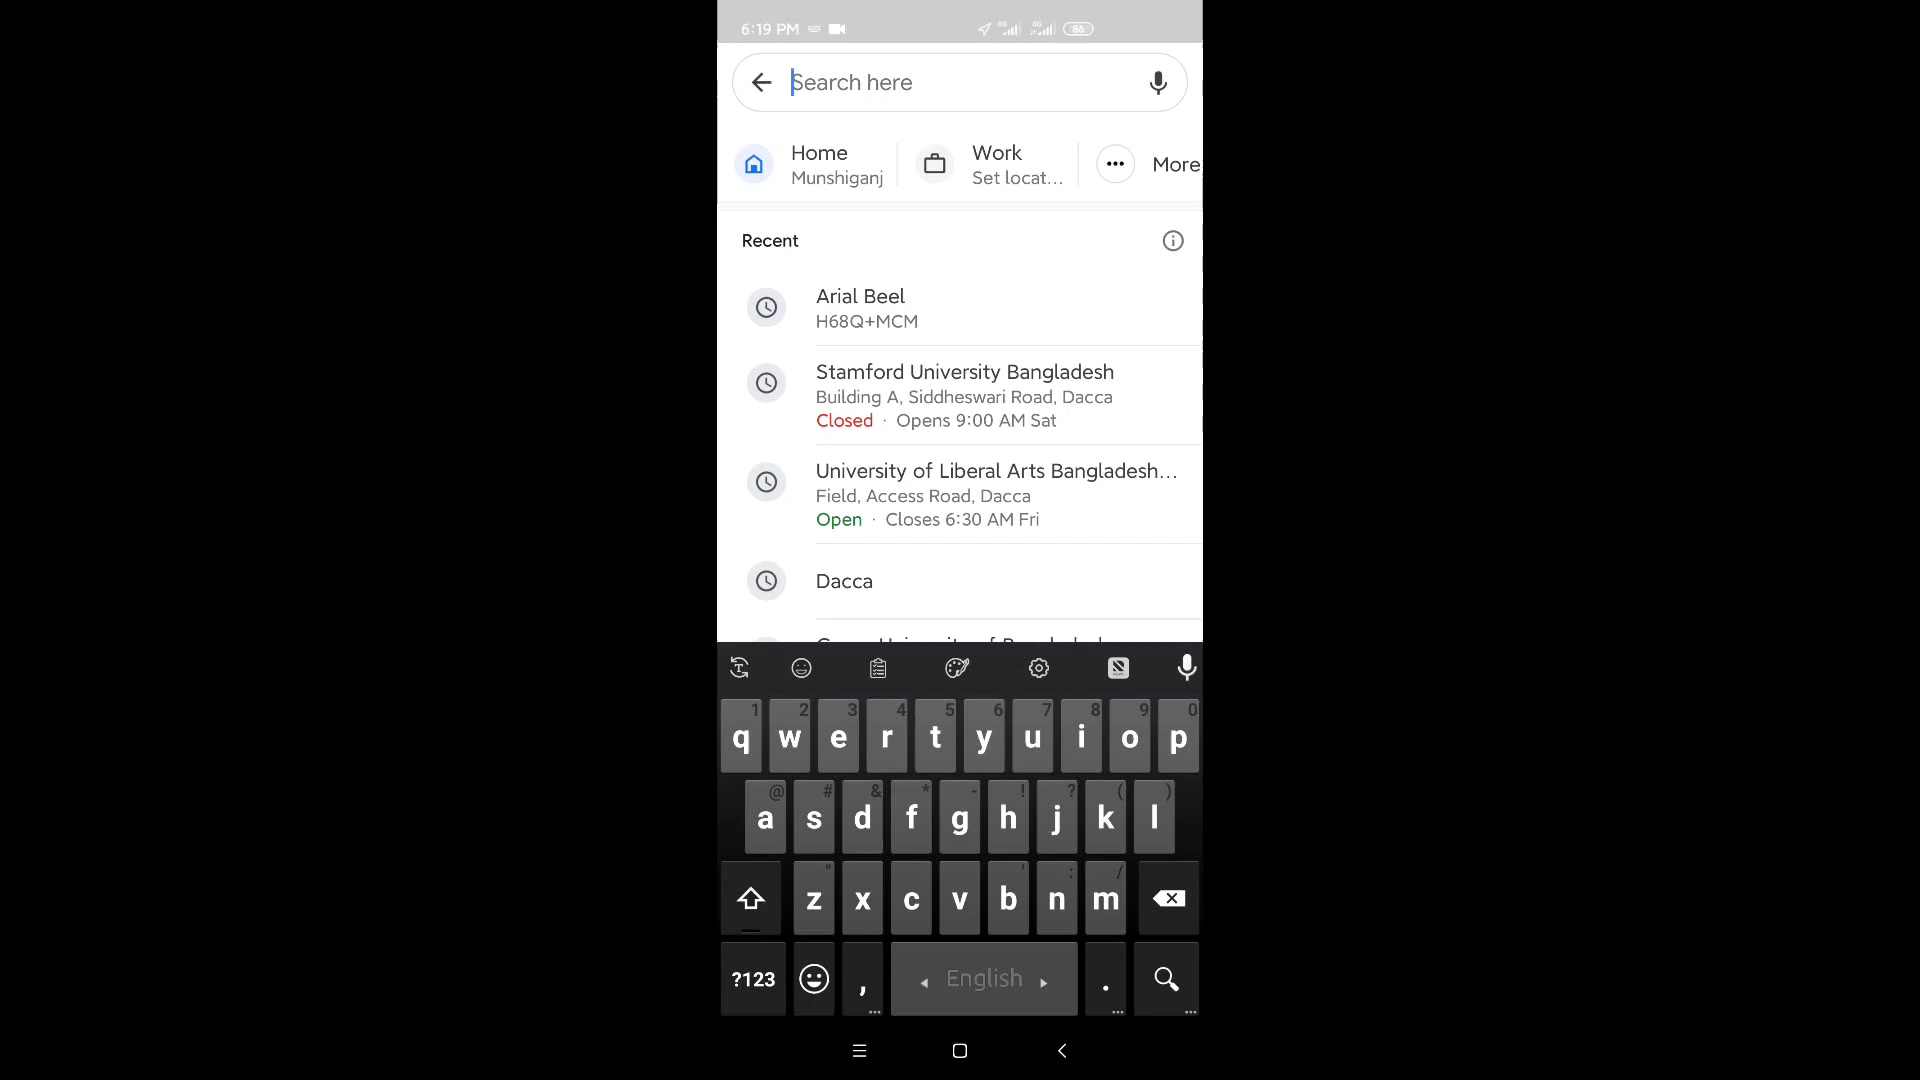 6:19 PM 4G 4G 86
Search here
Home
Munshiganj
Work
Set locat...
More
Recent
Arial Beel
H68Q+MCM
Stamford University Bangladesh
Building A, Siddheswari Road, Dacca
Closed · Opens 9:00 AM Sat
University of Liberal Arts Bangladesh...
Field, Access Road, Dacca
Open · Closes 6:30 AM Fri
Dacca
1 2 3 4 5 6 7 8 9 0
q w e r t y u i o p
@ # & * - ! ? ( )
a s d f g h j k l
" ' : /
z x c v b n m
?123 , English .